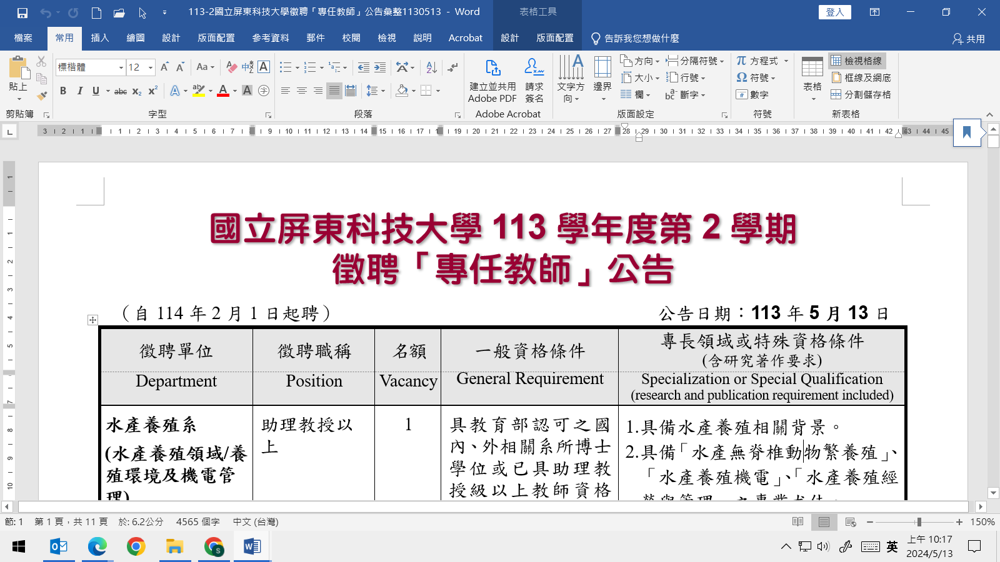 113-2國立屏東科技大學徵聘「專任教師」公告彙整1130513 - Word
表格工具
登入
檔案 常用 插入 繪圖 設計 版面配置 參考資料 郵件 校閱 檢視 說明 Acrobat 設計 版面配置 告訴我您想做什麼 共用
貼上
剪貼簿
標楷體 12
字型
段落
建立並共用 Adobe PDF
請求簽名
Adobe Acrobat
文字方向
邊界
方向
大小
欄
分隔符號
行號
斷字
版面設定
方程式
符號
數字
符號
表格
檢視格線
框線及網底
分割儲存格
新表格
國立屏東科技大學 113 學年度第 2 學期
徵聘「專任教師」公告
（自 114 年 2 月 1 日起聘） 公告日期：113 年 5 月 13 日
徵聘單位 徵聘職稱 名額 一般資格條件 專長領域或特殊資格條件
(含研究著作要求)
Department Position Vacancy General Requirement Specialization or Special Qualification
(research and publication requirement included)
水產養殖系
(水產養殖領域/養
殖環境及機電管
理)
助理教授以
上
1
具教育部認可之國
內、外相關系所博士
學位或已具助理教
授級以上教師資格
1.具備水產養殖相關背景。
2.具備「水產無脊椎動物繁養殖」、
「水產養殖機電」、「水產養殖經
節: 1 第 1 頁，共 11 頁 於: 6.2公分 4565 個字 中文 (台灣) 150%
英
上午 10:17
2024/5/13